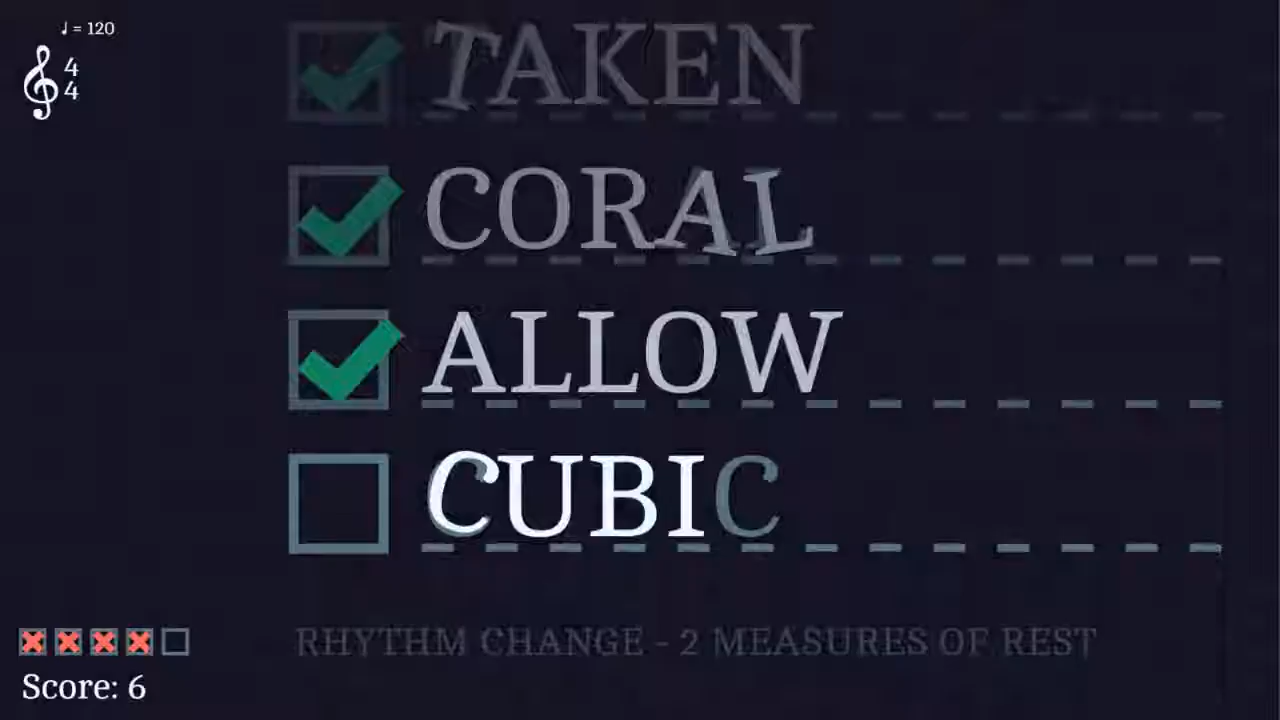 ♩ = 120
4
4
TAKEN
CORAL
ALLOW
CUBIC
RHYTHM CHANGE - 2 MEASURES OF REST
Score: 6